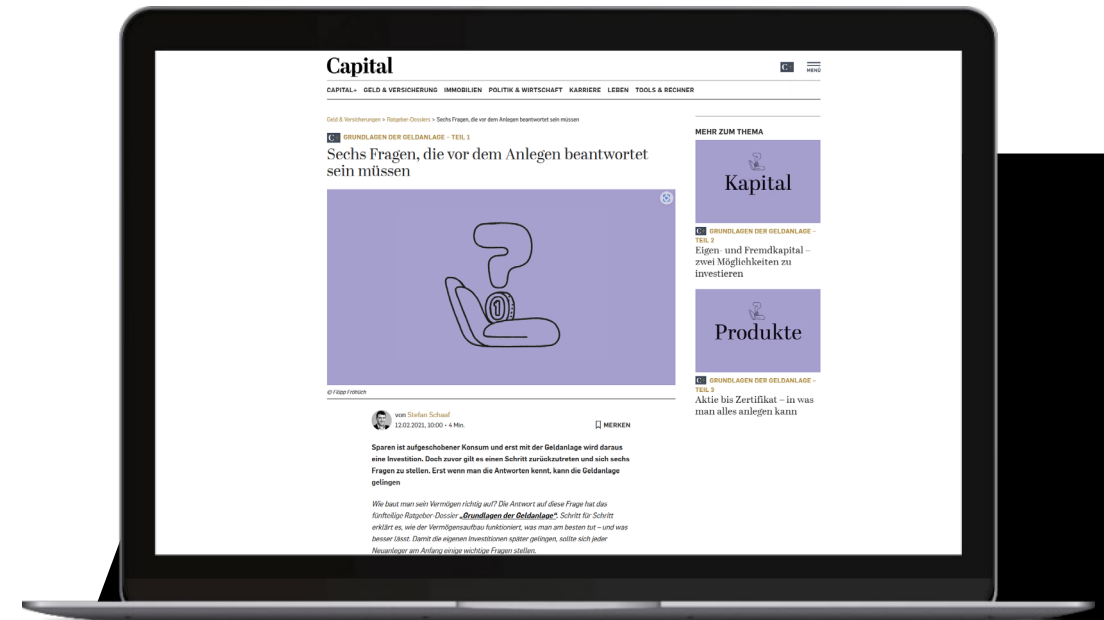 Capital
C+
MENÜ
CAPITAL+ GELD & VERSICHERUNG IMMOBILIEN POLITIK & WIRTSCHAFT KARRIERE LEBEN TOOLS & RECHNER
Geld & Versicherungen > Ratgeber-Dossiers > Sechs Fragen, die vor dem Anlegen beantwortet sein müssen
C+ GRUNDLAGEN DER GELDANLAGE – TEIL 1
Sechs Fragen, die vor dem Anlegen beantwortet
sein müssen
1
© Filipp Fröhlich
von Stefan Schaaf
12.02.2021, 10:00 • 4 Min.
MERKEN
Sparen ist aufgeschobener Konsum und erst mit der Geldanlage wird daraus
eine Investition. Doch zuvor gilt es einen Schritt zurückzutreten und sich sechs
Fragen zu stellen. Erst wenn man die Antworten kennt, kann die Geldanlage
gelingen
Wie baut man sein Vermögen richtig auf? Die Antwort auf diese Frage hat das
fünfteilige Ratgeber-Dossier „Grundlagen der Geldanlage“. Schritt für Schritt
erklärt es, wie der Vermögensaufbau funktioniert, was man am besten tut – und was
besser lässt. Damit die eigenen Investitionen später gelingen, sollte sich jeder
Neuanleger am Anfang einige wichtige Fragen stellen.
MEHR ZUM THEMA
Kapital
C+ GRUNDLAGEN DER GELDANLAGE –
TEIL 2
Eigen- und Fremdkapital –
zwei Möglichkeiten zu
investieren
Produkte
C+ GRUNDLAGEN DER GELDANLAGE –
TEIL 3
Aktie bis Zertifikat – in was
man alles anlegen kann